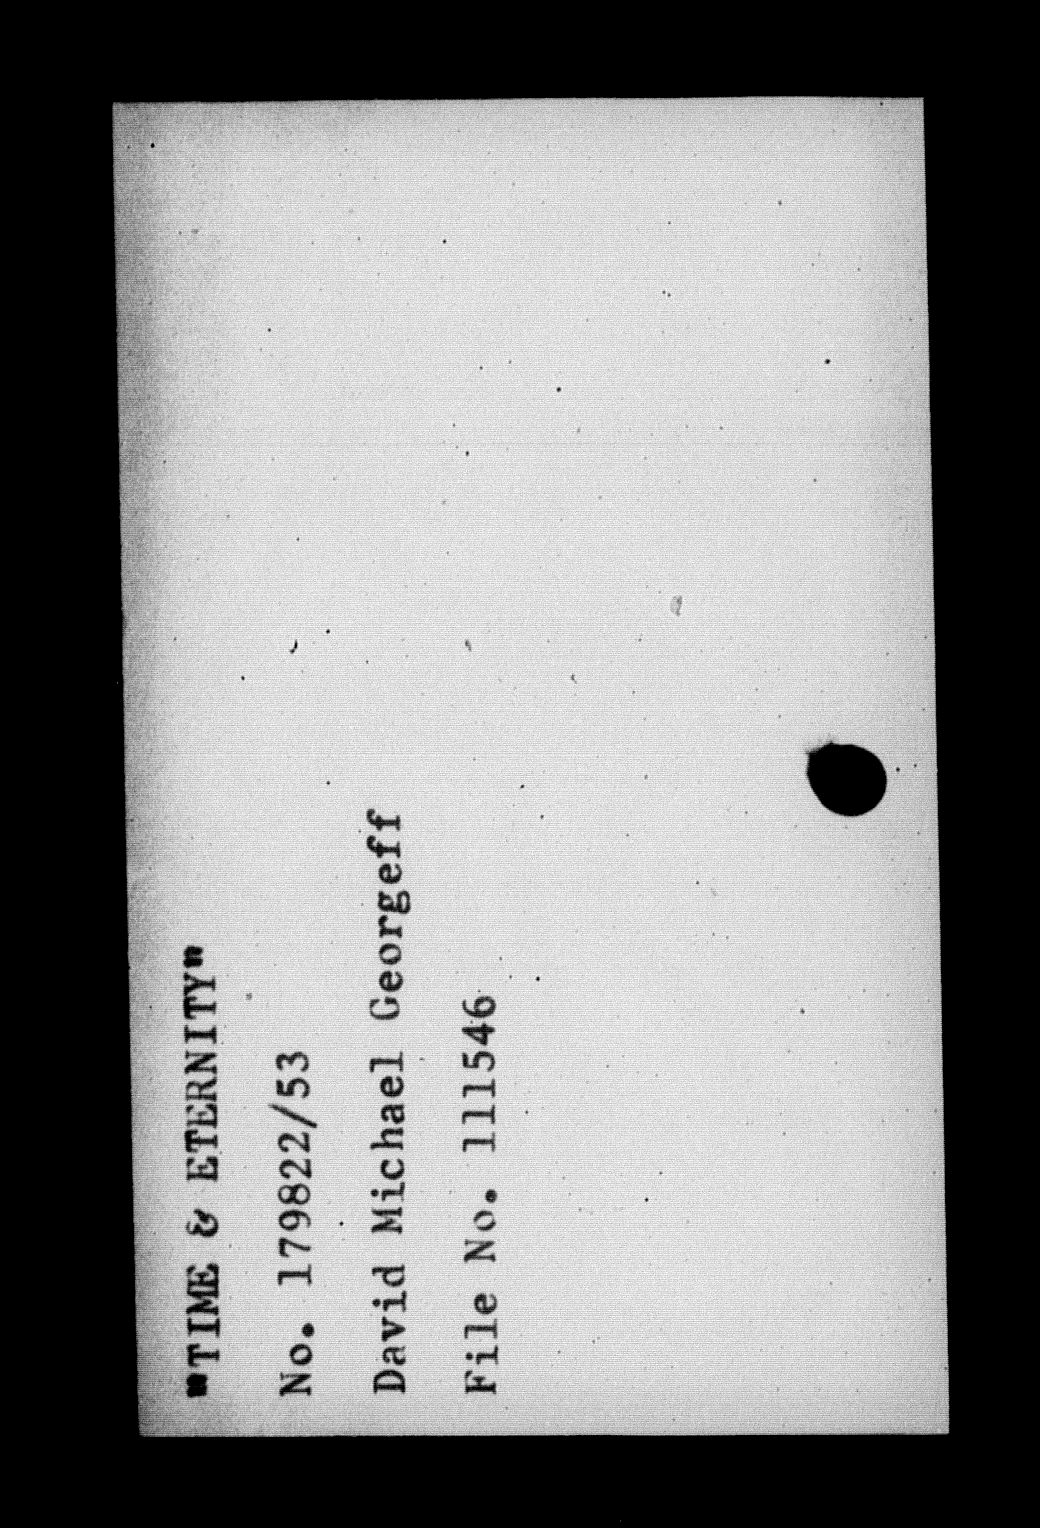 "TIME & ETERNITY"
No. 179822/53
David Michael Georgeff
File No. 111546